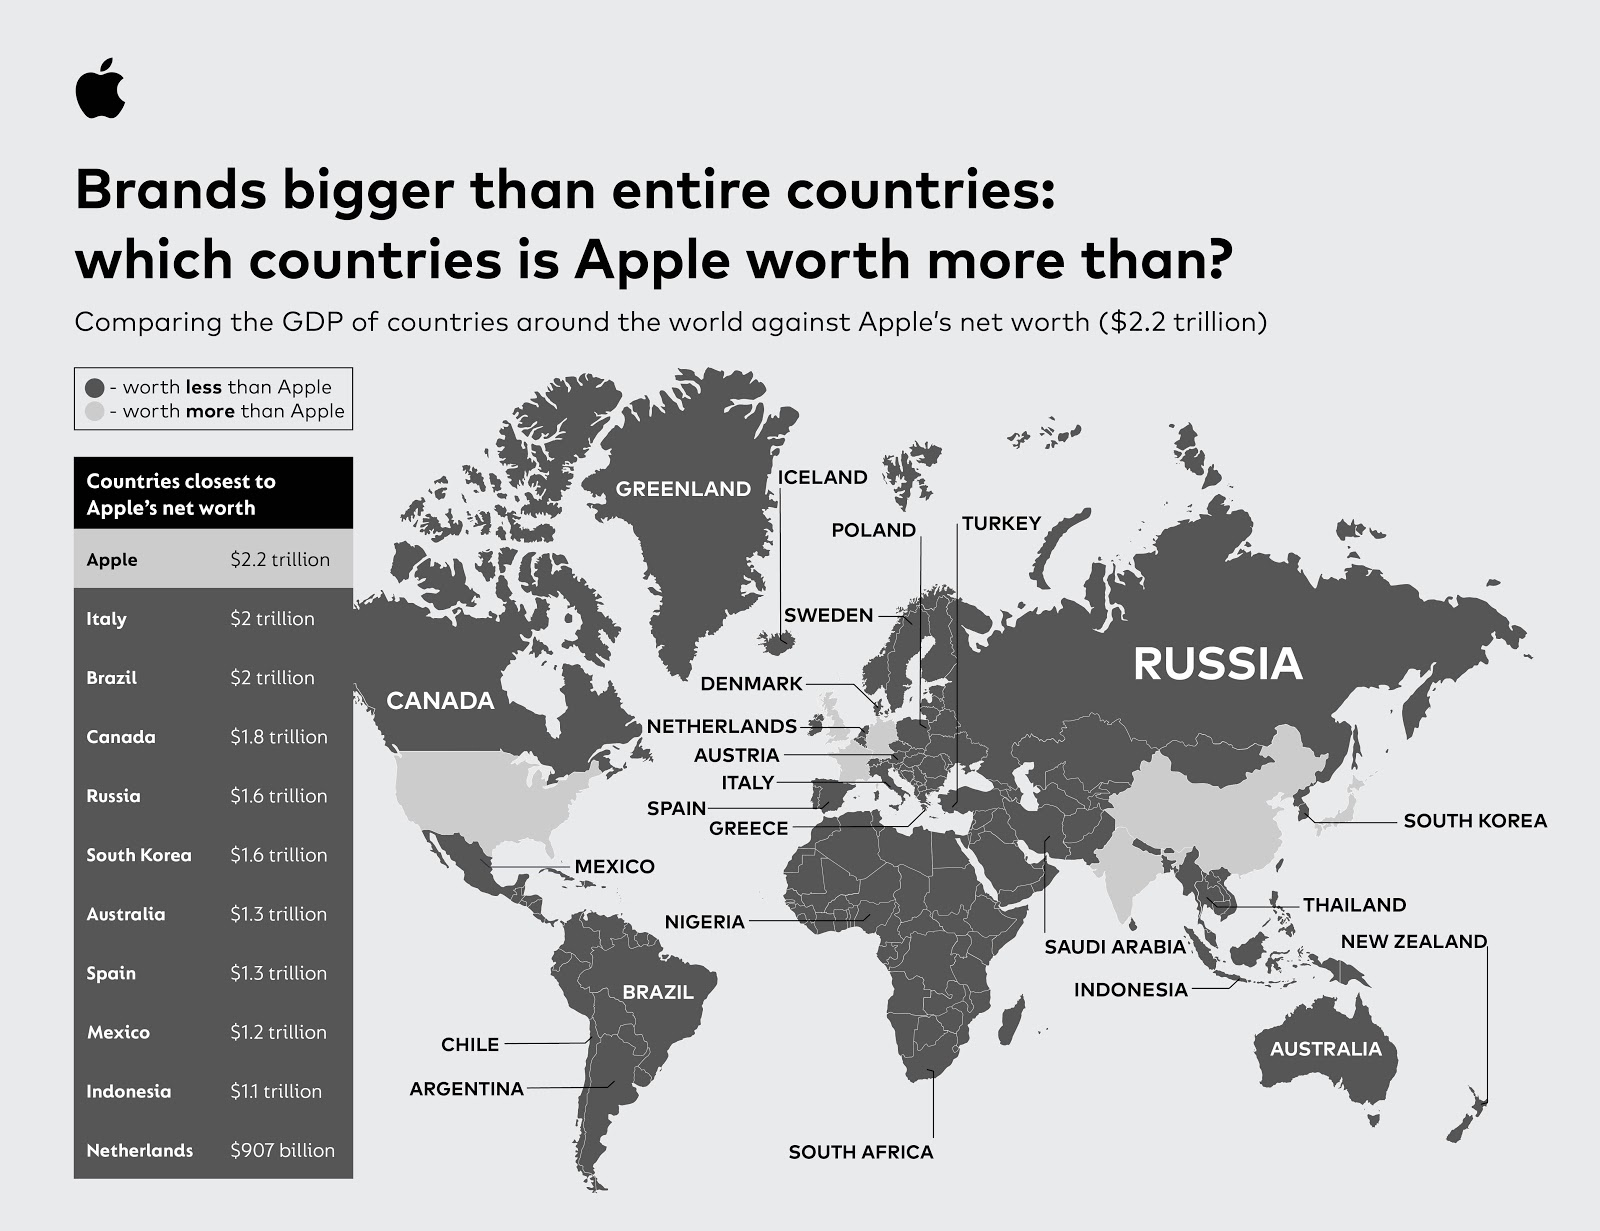 Brands bigger than entire countries:
which countries is Apple worth more than?
Comparing the GDP of countries around the world against Apple's net worth ($2.2 trillion)
- worth less than Apple
- worth more than Apple
Countries closest to
Apple's net worth
Apple $2.2 trillion
Italy $2 trillion
Brazil $2 trillion
Canada $1.8 trillion
Russia $1.6 trillion
South Korea $1.6 trillion
Australia $1.3 trillion
Spain $1.3 trillion
Mexico $1.2 trillion
Indonesia $1.1 trillion
Netherlands $907 billion
GREENLAND
ICELAND
POLAND
TURKEY
SWEDEN
RUSSIA
DENMARK
CANADA
NETHERLANDS
AUSTRIA
ITALY
SPAIN
GREECE
SOUTH KOREA
MEXICO
THAILAND
NIGERIA
NEW ZEALAND
SAUDI ARABIA
INDONESIA
BRAZIL
CHILE
AUSTRALIA
ARGENTINA
SOUTH AFRICA